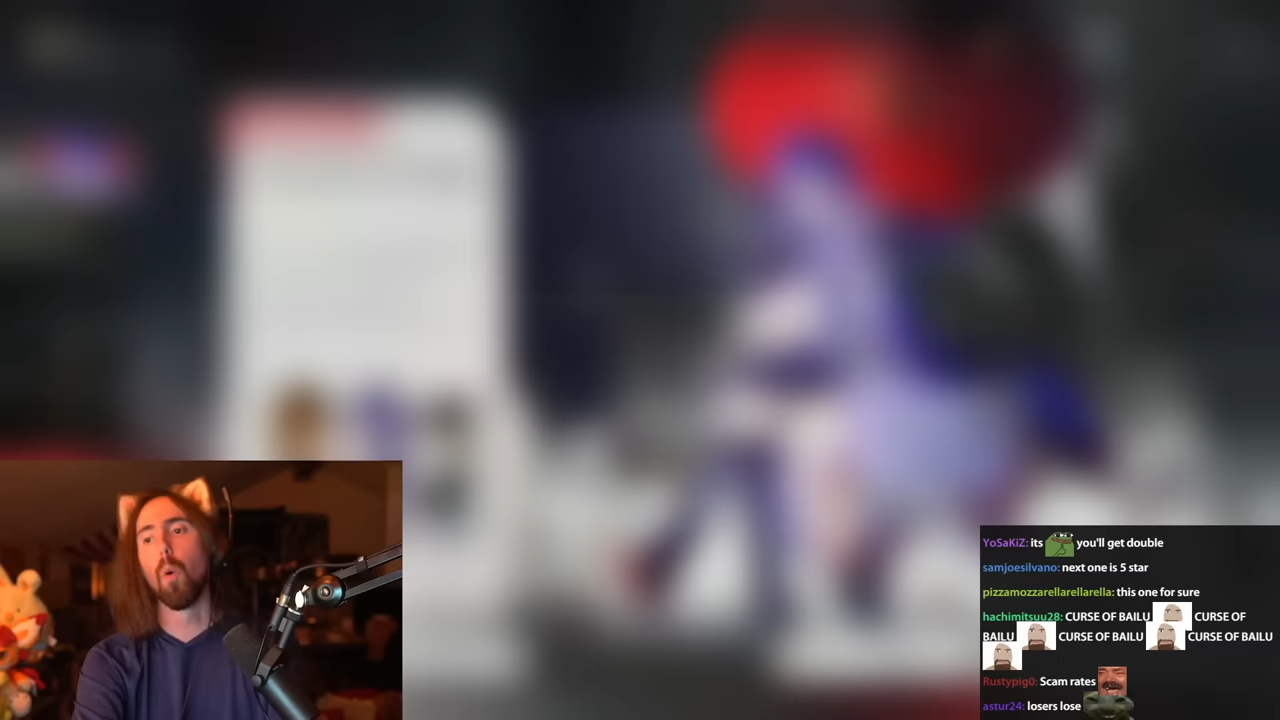 YoSaKiZ: its you'll get double
samjoesilvano: next one is 5 star
pizzamozzarellarellarella: this one for sure
hachimitsuu28: CURSE OF BAILU CURSE OF
BAILU CURSE OF BAILU CURSE OF BAILU
Rustypig0: Scam rates
astur24: losers lose